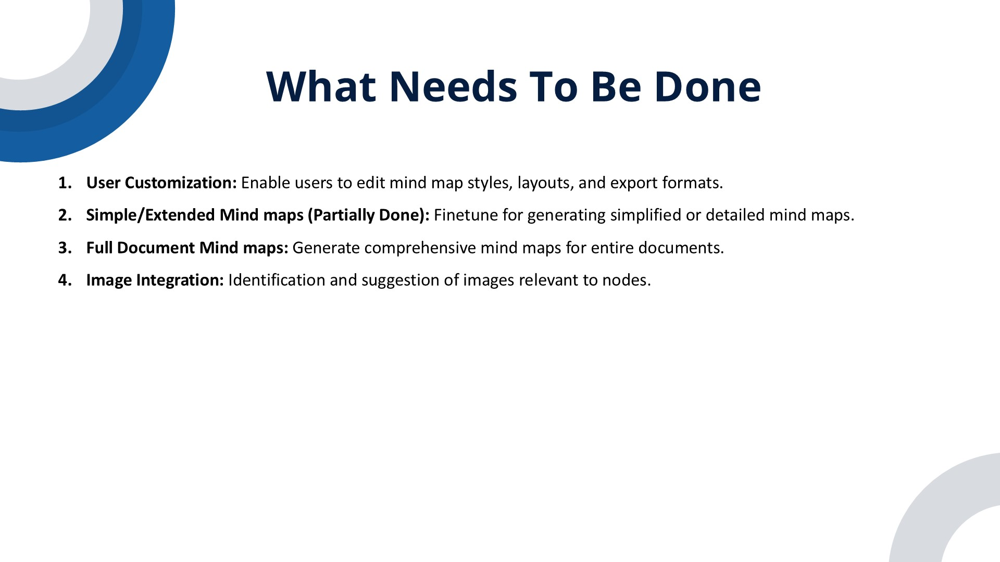 What Needs To Be Done
1. User Customization: Enable users to edit mind map styles, layouts, and export formats.
2. Simple/Extended Mind maps (Partially Done): Finetune for generating simplified or detailed mind maps.
3. Full Document Mind maps: Generate comprehensive mind maps for entire documents.
4. Image Integration: Identification and suggestion of images relevant to nodes.